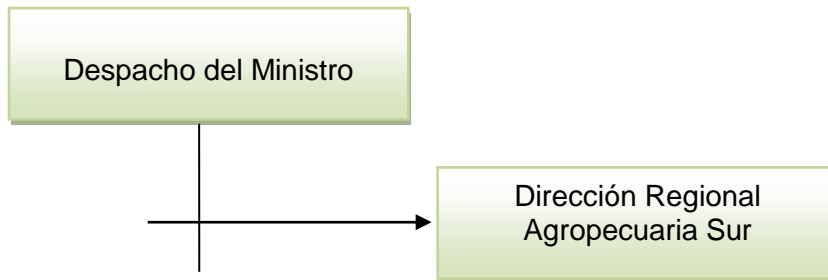 Despacho del Ministro
Dirección Regional
Agropecuaria Sur